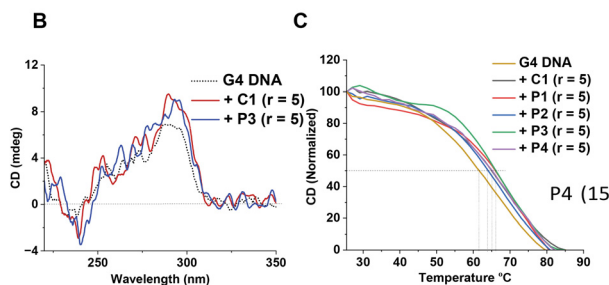 B
CD (mdeg)
12
8
4
0
−4
250
300
350
Wavelength (nm)
G4 DNA
+ C1 (r = 5)
+ P3 (r = 5)
C
CD (Normalized)
120
100
80
60
40
20
0
30
40
50
60
70
80
90
Temperature °C
G4 DNA
+ C1 (r = 5)
+ P1 (r = 5)
+ P2 (r = 5)
+ P3 (r = 5)
+ P4 (r = 5)
P4 (15